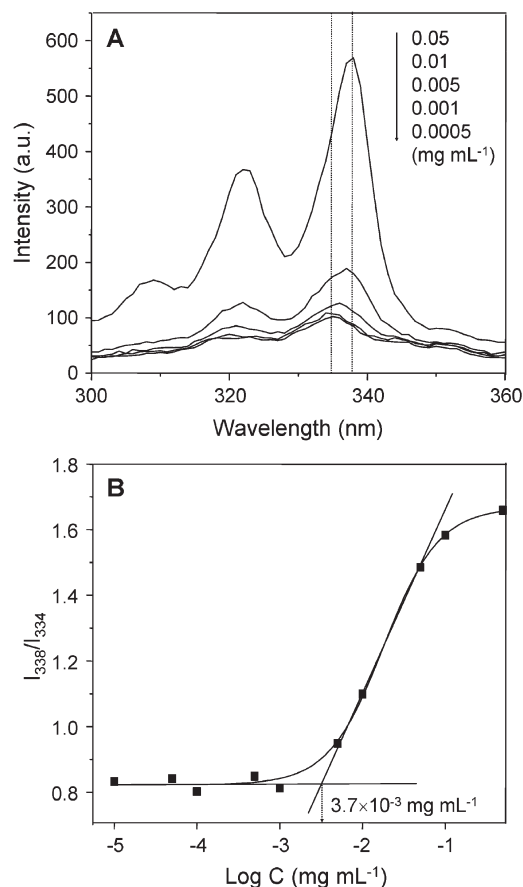 A
600
500
400
300
200
100
0
Intensity (a.u.)
0.05
0.01
0.005
0.001
0.0005
(mg mL⁻¹)
300 320 340 360
Wavelength (nm)
B
1.8
1.6
1.4
1.2
1.0
0.8
I₃₃₈/I₃₃₄
3.7×10⁻³ mg mL⁻¹
-5 -4 -3 -2 -1
Log C (mg mL⁻¹)